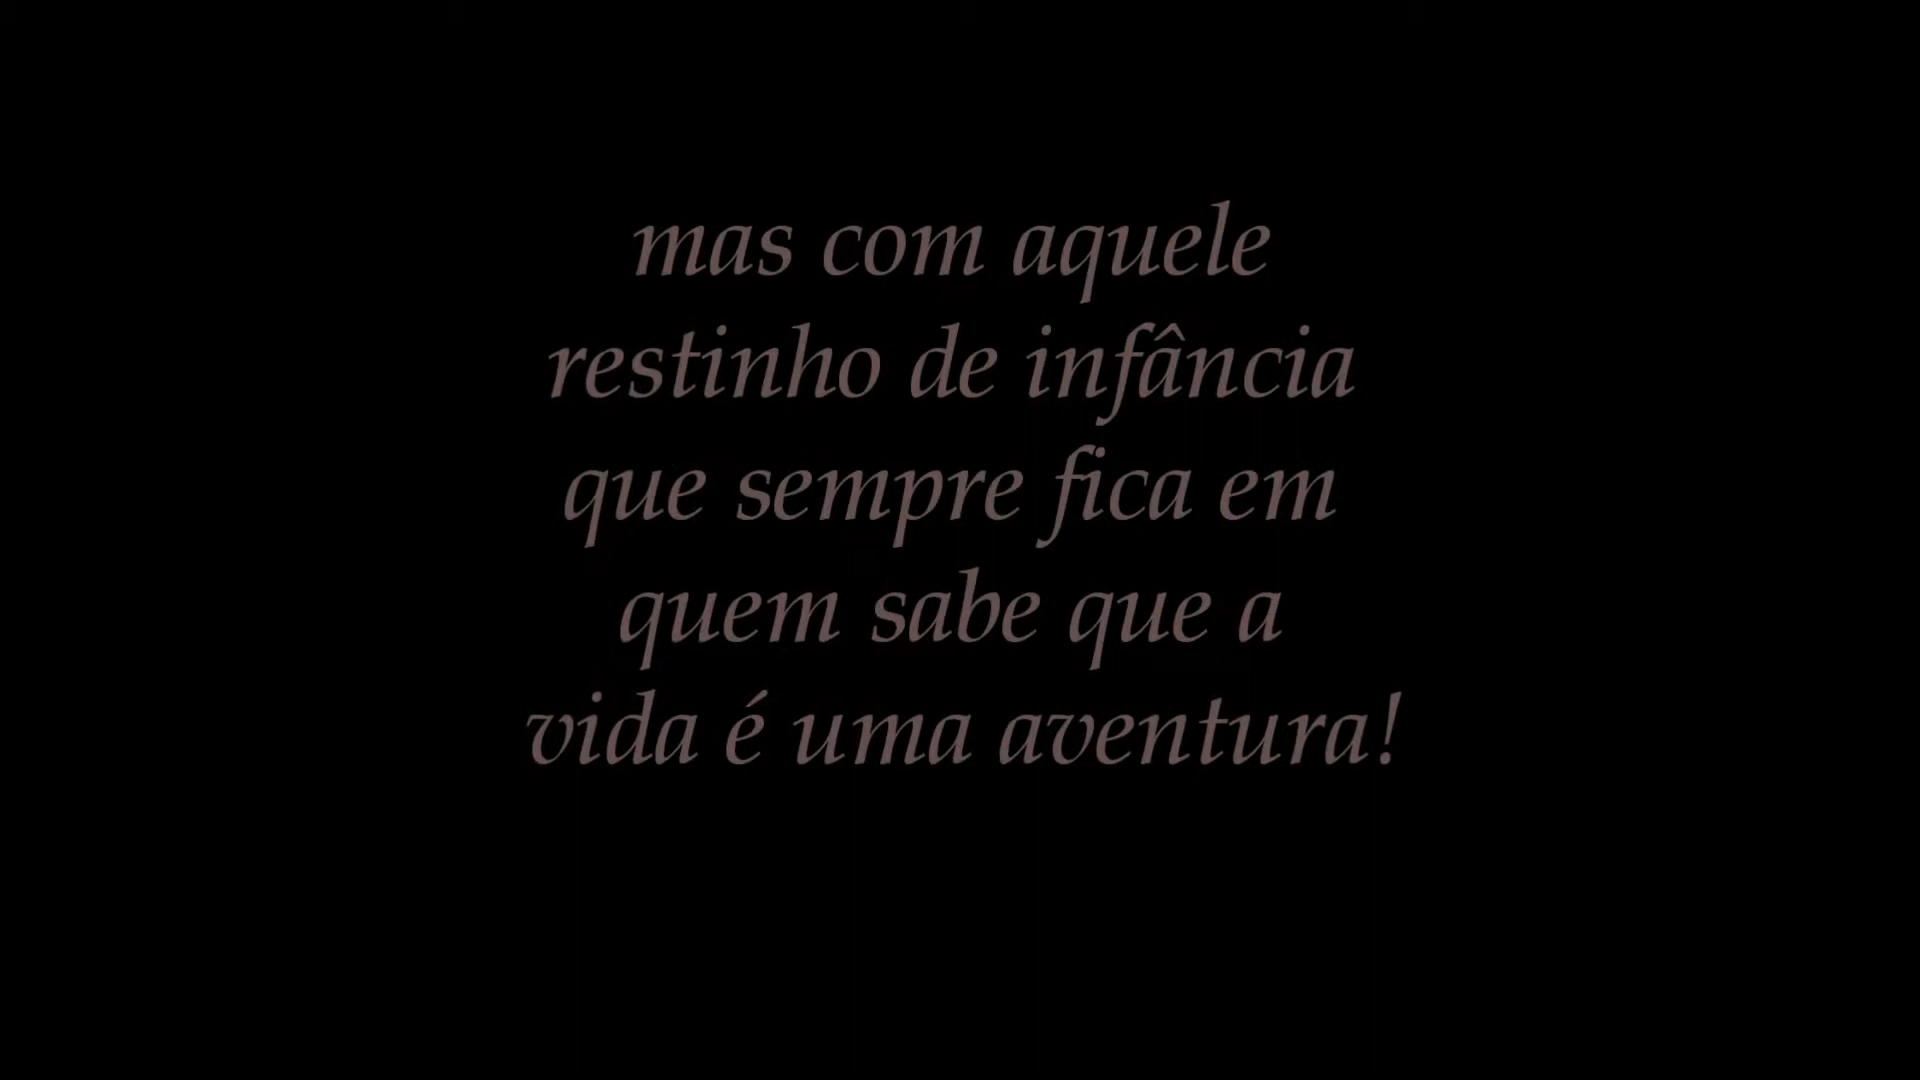 mas com aquele
restinho de infância
que sempre fica em
quem sabe que a
vida é uma aventura!